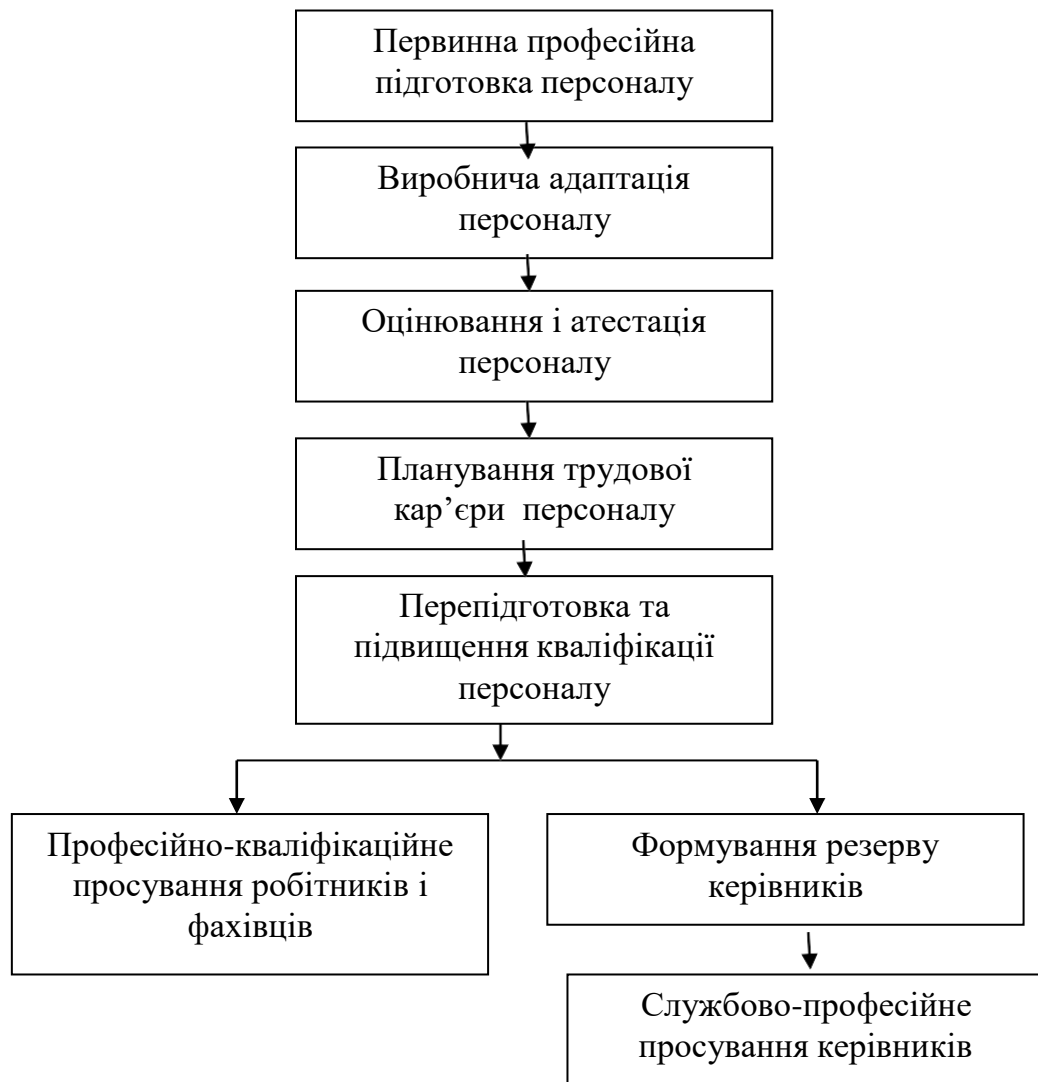 Первинна професійна
підготовка персоналу
Виробнича адаптація
персоналу
Оцінювання і атестація
персоналу
Планування трудової
кар’єри персоналу
Перепідготовка та
підвищення кваліфікації
персоналу
Професійно-кваліфікаційне
просування робітників і
фахівців
Формування резерву
керівників
Службово-професійне
просування керівників